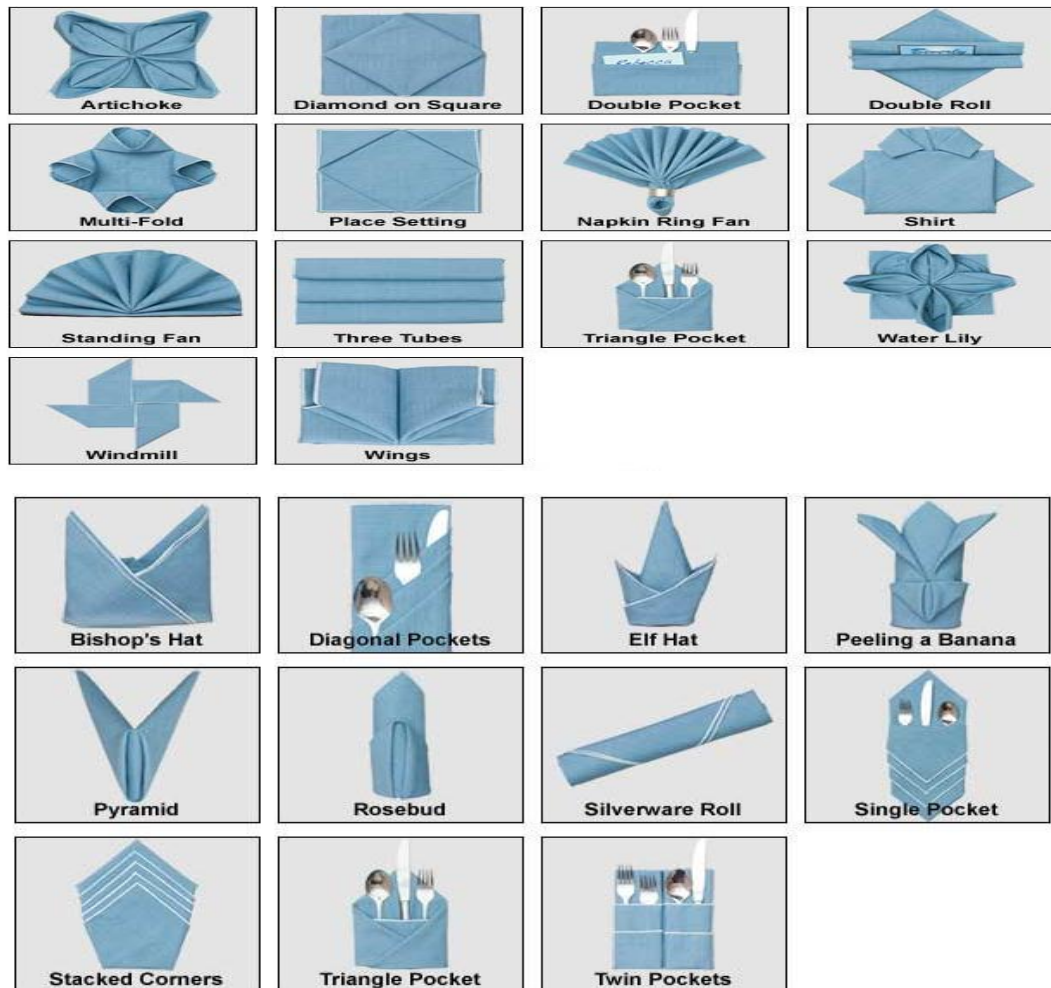 Artichoke
Diamond on Square
Rebecca
Double Pocket
Beverly
Double Roll
Multi-Fold
Place Setting
Napkin Ring Fan
Shirt
Standing Fan
Three Tubes
Triangle Pocket
Water Lily
Windmill
Wings
Bishop's Hat
Diagonal Pockets
Elf Hat
Peeling a Banana
Pyramid
Rosebud
Silverware Roll
Single Pocket
Stacked Corners
Triangle Pocket
Twin Pockets